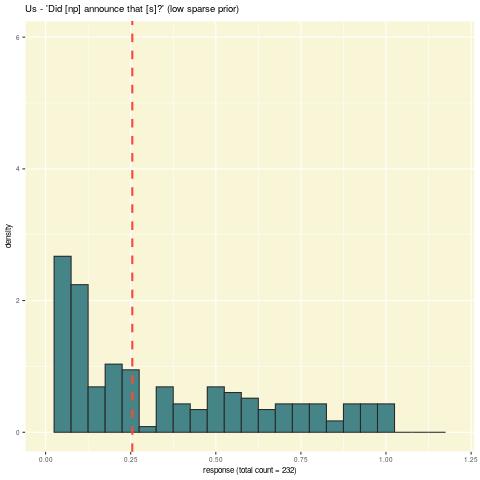 Us - 'Did [np] announce that [s]?' (low sparse prior)
6
4
2
0
density
0.00 0.25 0.50 0.75 1.00 1.25
response (total count = 232)